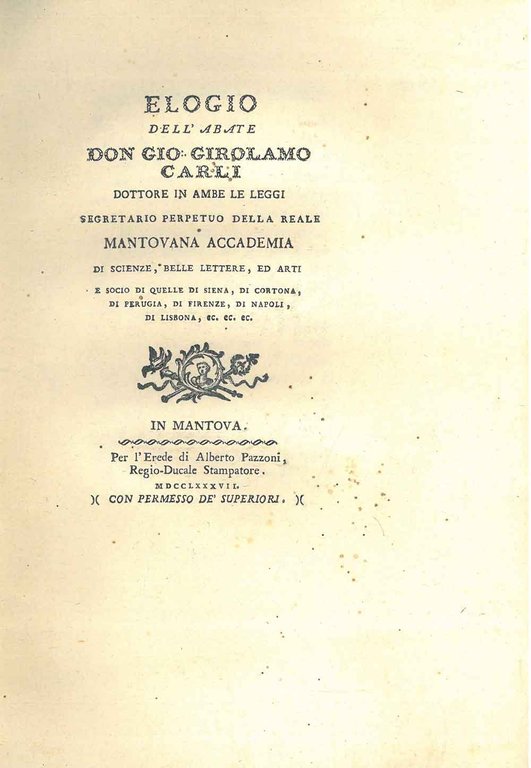 ELOGIO
DELL' ABATE
DON GIO: GIROLAMO
CARLI
DOTTORE IN AMBE LE LEGGI
SEGRETARIO PERPETUO DELLA REALE
MANTOVANA ACCADEMIA
DI SCIENZE, BELLE LETTERE, ED ARTI
E SOCIO DI QUELLE DI SIENA, DI CORTONA,
DI PERUGIA, DI FIRENZE, DI NAPOLI,
DI LISBONA, EC. EC. EC.
IN MANTOVA.
Per l'Erede di Alberto Pazzoni,
Regio-Ducale Stampatore.
MDCCLXXXVII.
)( CON PERMESSO DE' SUPERIORI. )(